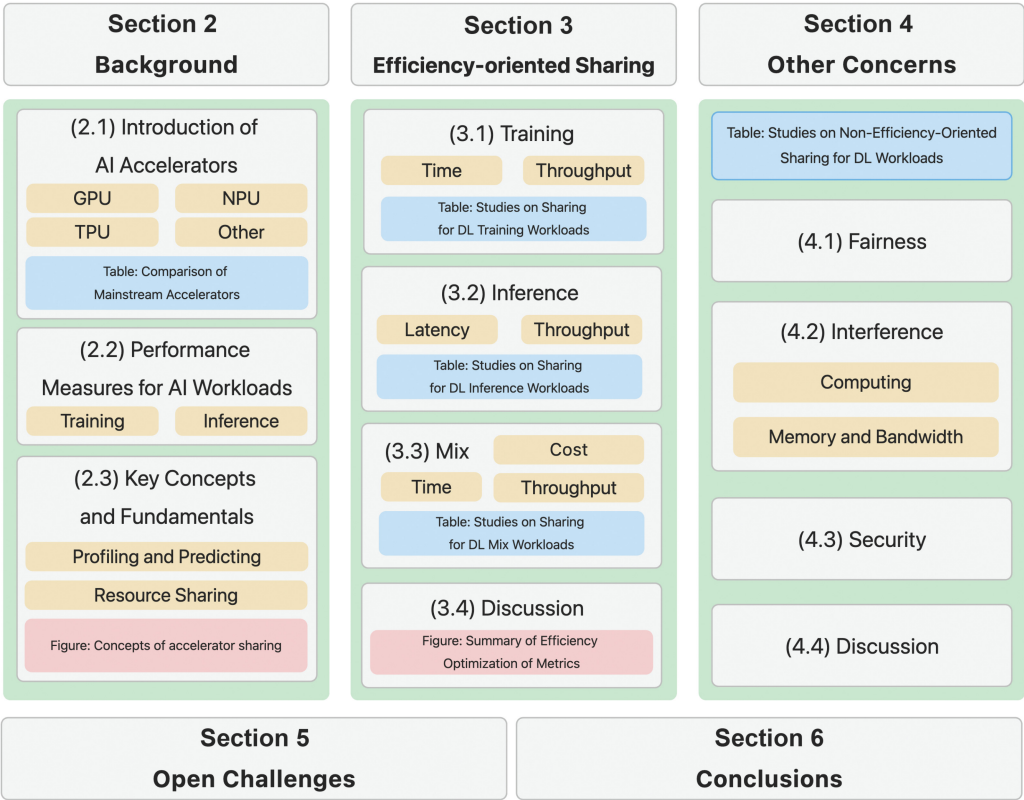 Section 2
Background
(2.1) Introduction of
AI Accelerators
GPU
NPU
TPU
Other
Table: Comparison of
Mainstream Accelerators
(2.2) Performance
Measures for AI Workloads
Training
Inference
(2.3) Key Concepts
and Fundamentals
Profiling and Predicting
Resource Sharing
Figure: Concepts of accelerator sharing
Section 3
Efficiency-oriented Sharing
(3.1) Training
Time
Throughput
Table: Studies on Sharing
for DL Training Workloads
(3.2) Inference
Latency
Throughput
Table: Studies on Sharing
for DL Inference Workloads
(3.3) Mix
Cost
Time
Throughput
Table: Studies on Sharing
for DL Mix Workloads
(3.4) Discussion
Figure: Summary of Efficiency
Optimization of Metrics
Section 4
Other Concerns
Table: Studies on Non-Efficiency-Oriented
Sharing for DL Workloads
(4.1) Fairness
(4.2) Interference
Computing
Memory and Bandwidth
(4.3) Security
(4.4) Discussion
Section 5
Open Challenges
Section 6
Conclusions